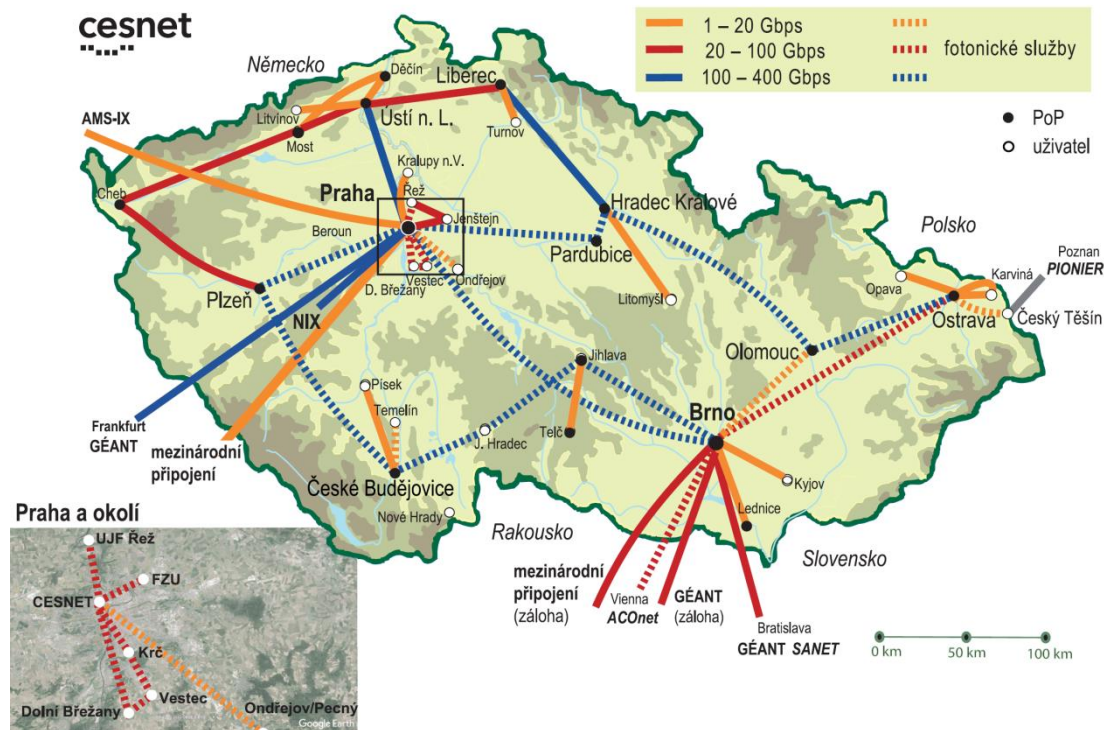 cesnet
1 – 20 Gbps
20 – 100 Gbps
100 – 400 Gbps
fotonické služby
PoP
uživatel
Německo
Děčín
Liberec
Litvínov
Ústí n. L.
Most
Turnov
AMS-IX
Kralupy n.V.
Praha
Řež
Cheb
Jenštejn
Beroun
Hradec Králové
Pardubice
Polsko
Poznan
PIONIER
Opava
Karviná
Plzeň
D. Břežany
Vestec
Ondřejov
Litomyšl
Ostrava
Český Těšín
NIX
Olomouc
Jihlava
Písek
Temelín
Brno
Frankfurt
GÉANT
mezinárodní
připojení
Telč
J. Hradec
České Budějovice
Kyjov
Nové Hrady
Lednice
Rakousko
Slovensko
mezinárodní
připojení
(záloha)
Vienna
ACOnet
GÉANT
(záloha)
Bratislava
GÉANT SANET
0 km
50 km
100 km
Praha a okolí
UJF Řež
FZU
CESNET
Krč
Vestec
Dolní Břežany
Ondřejov/Pecný
Google Earth